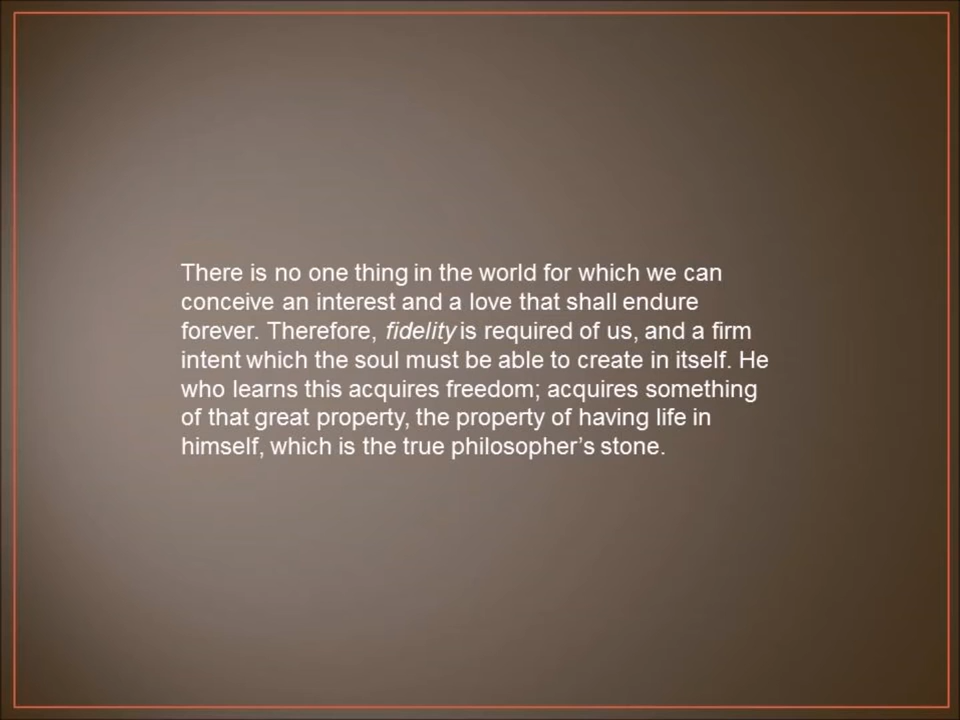 There is no one thing in the world for which we can
conceive an interest and a love that shall endure
forever. Therefore, fidelity is required of us, and a firm
intent which the soul must be able to create in itself. He
who learns this acquires freedom; acquires something
of that great property, the property of having life in
himself, which is the true philosopher’s stone.